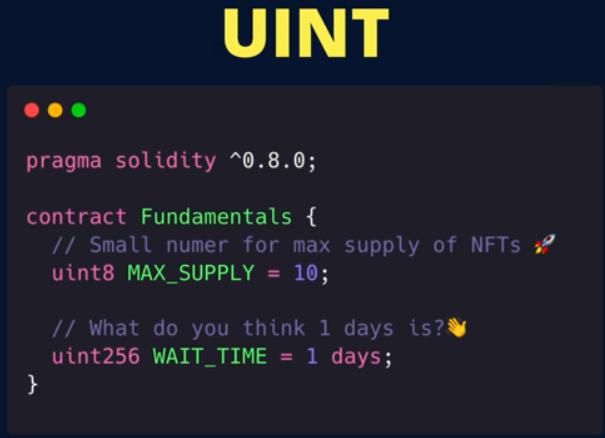 UINT
pragma solidity ^0.8.0;
contract Fundamentals {
// Small numer for max supply of NFTs 🚀
uint8 MAX_SUPPLY = 10;
// What do you think 1 days is?👋
uint256 WAIT_TIME = 1 days;
}